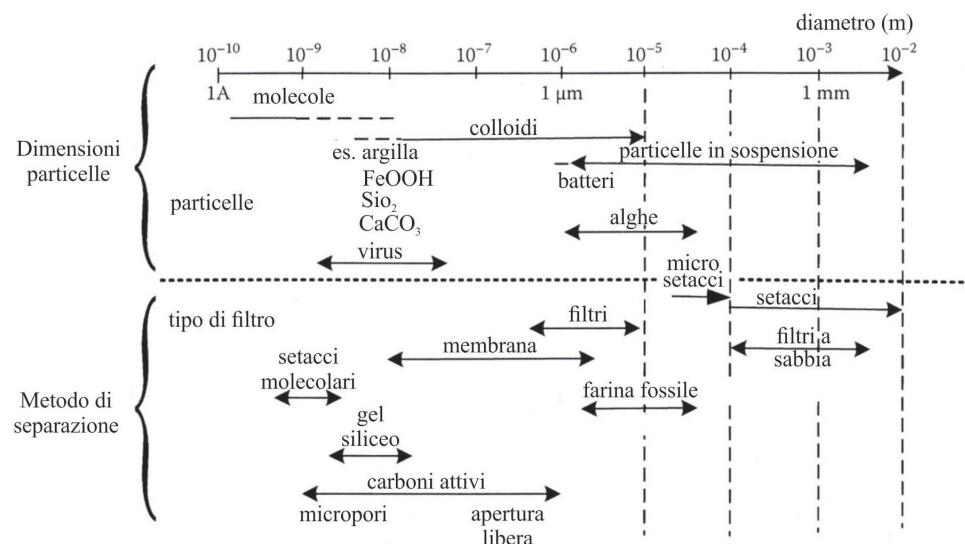 diametro (m)
10⁻¹⁰ 10⁻⁹ 10⁻⁸ 10⁻⁷ 10⁻⁶ 10⁻⁵ 10⁻⁴ 10⁻³ 10⁻²
1A 1 µm 1 mm
molecole
colloidi
Dimensioni
particelle
es. argilla
FeOOH
Sio₂
CaCO₃
particelle in sospensione
batteri
particelle
alghe
virus
micro
setacci
setacci
tipo di filtro
filtri
filtri a
sabbia
setacci
molecolari
membrana
Metodo di
separazione
farina fossile
gel
siliceo
carboni attivi
micropori
apertura
libera